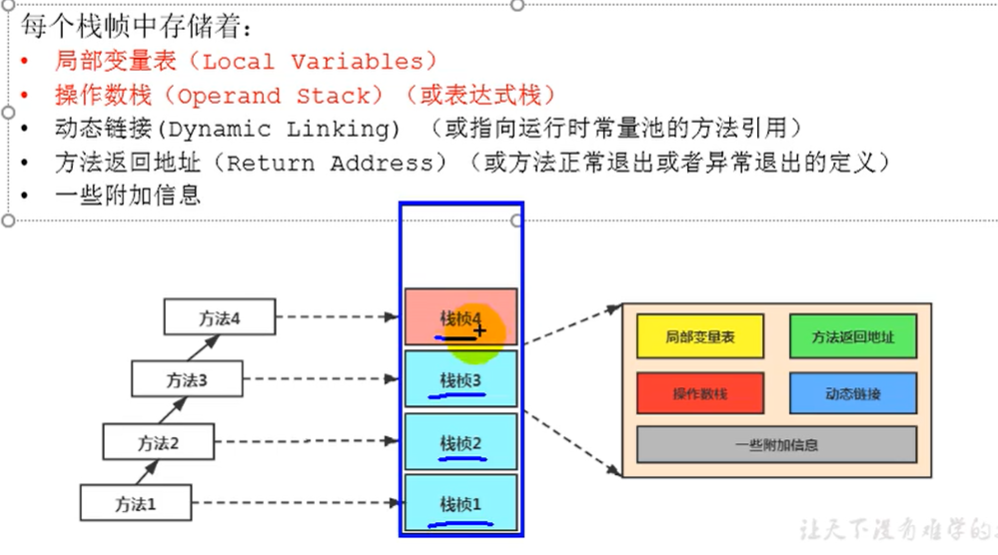 每个栈帧中存储着：
• 局部变量表（Local Variables）
• 操作数栈（Operand Stack）（或表达式栈）
• 动态链接(Dynamic Linking) （或指向运行时常量池的方法引用）
• 方法返回地址（Return Address）（或方法正常退出或者异常退出的定义）
• 一些附加信息
方法4
栈桢4
方法3
栈桢3
方法2
栈桢2
方法1
栈桢1
局部变量表
方法返回地址
操作数栈
动态链接
一些附加信息
让天下没有难学的